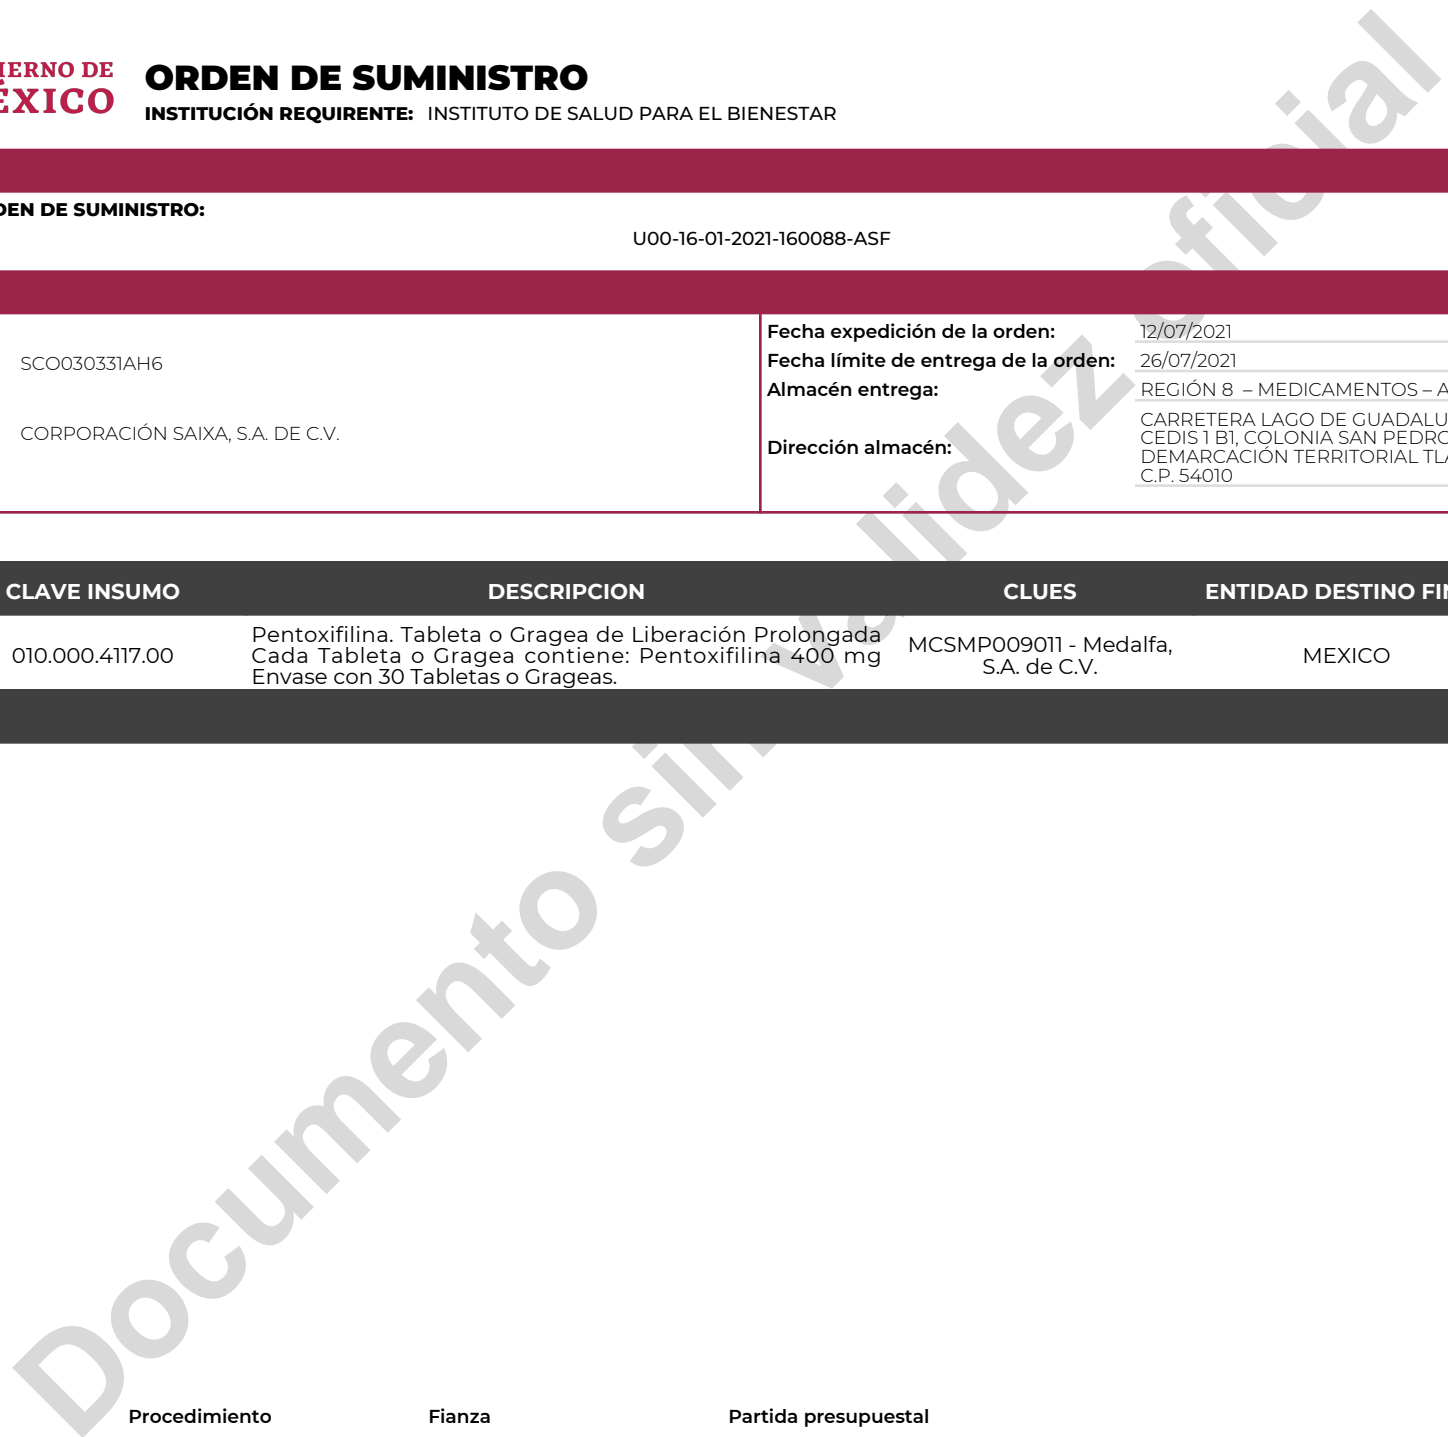 ORDEN DE SUMINISTRO
INSTITUCIÓN REQUIRENTE: INSTITUTO DE SALUD PARA EL BIENESTAR
IERNO DE
ÉXICO
DEN DE SUMINISTRO:
U00-16-01-2021-160088-ASF
SCO030331AH6
CORPORACIÓN SAIXA, S.A. DE C.V.
Fecha expedición de la orden: 12/07/2021
Fecha límite de entrega de la orden: 26/07/2021
Almacén entrega: REGIÓN 8 – MEDICAMENTOS – A
Dirección almacén:
CARRETERA LAGO DE GUADALU
CEDIS 1 B1, COLONIA SAN PEDRO
DEMARCACIÓN TERRITORIAL TLA
C.P. 54010
CLAVE INSUMO DESCRIPCION CLUES ENTIDAD DESTINO FIN
010.000.4117.00
Pentoxifilina. Tableta o Gragea de Liberación Prolongada
Cada Tableta o Gragea contiene: Pentoxifilina 400 mg
Envase con 30 Tabletas o Grageas.
MCSMP009011 - Medalfa,
S.A. de C.V.
MEXICO
Documento sin validez oficial
Procedimiento Fianza Partida presupuestal